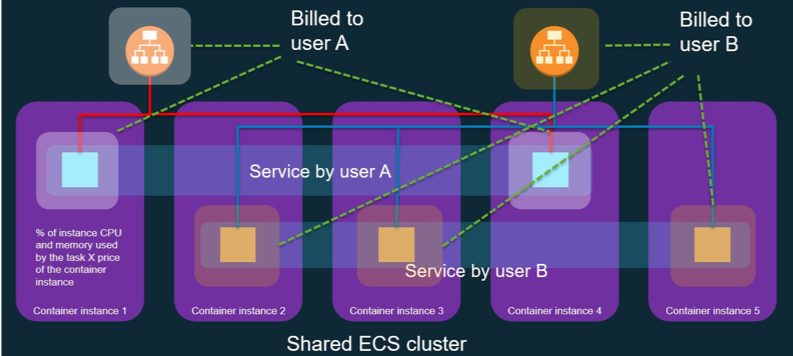 Billed to
user A
Billed to
user B
Service by user A
% of instance CPU
and memory used
by the task X price
of the container
instance
Service by user B
Container instance 1
Container instance 2
Container instance 3
Container instance 4
Container instance 5
Shared ECS cluster